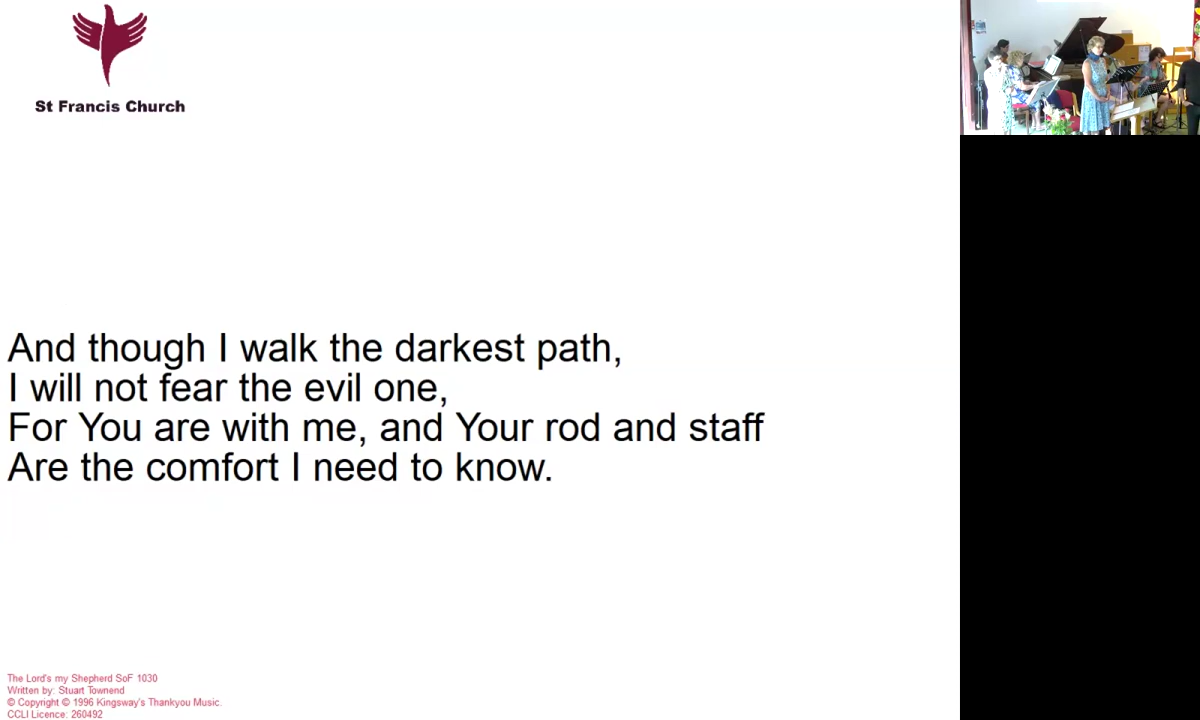 St Francis Church
And though I walk the darkest path,
I will not fear the evil one,
For You are with me, and Your rod and staff
Are the comfort I need to know.
The Lord's my Shepherd SoF 1030
Written by: Stuart Townend
© Copyright © 1996 Kingsway's Thankyou Music.
CCLI Licence: 260492